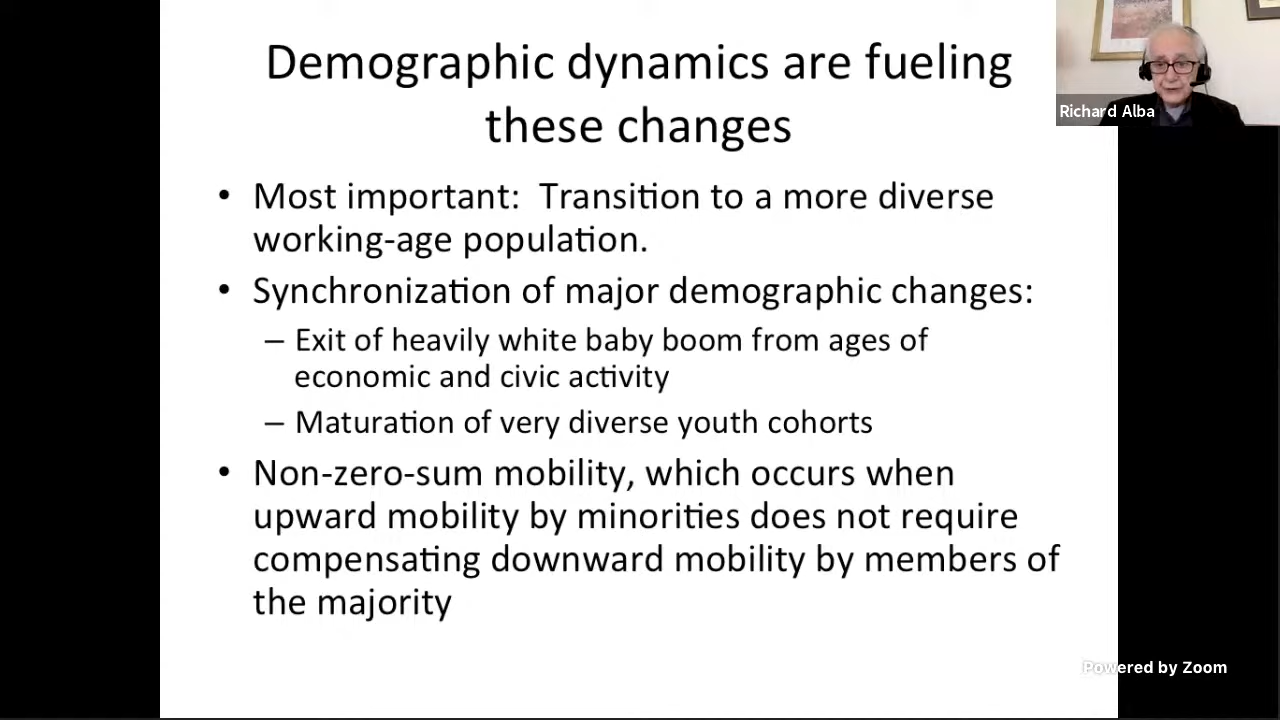 Demographic dynamics are fueling
these changes
Richard Alba
• Most important:  Transition to a more diverse
working-age population.
• Synchronization of major demographic changes:
– Exit of heavily white baby boom from ages of
economic and civic activity
– Maturation of very diverse youth cohorts
• Non-zero-sum mobility, which occurs when
upward mobility by minorities does not require
compensating downward mobility by members of
the majority
Powered by Zoom